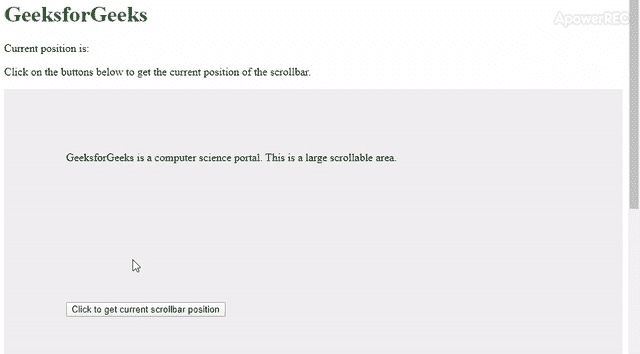 GeeksforGeeks
ApowerREC
Current position is:
Click on the buttons below to get the current position of the scrollbar.
GeeksforGeeks is a computer science portal. This is a large scrollable area.
Click to get current scrollbar position